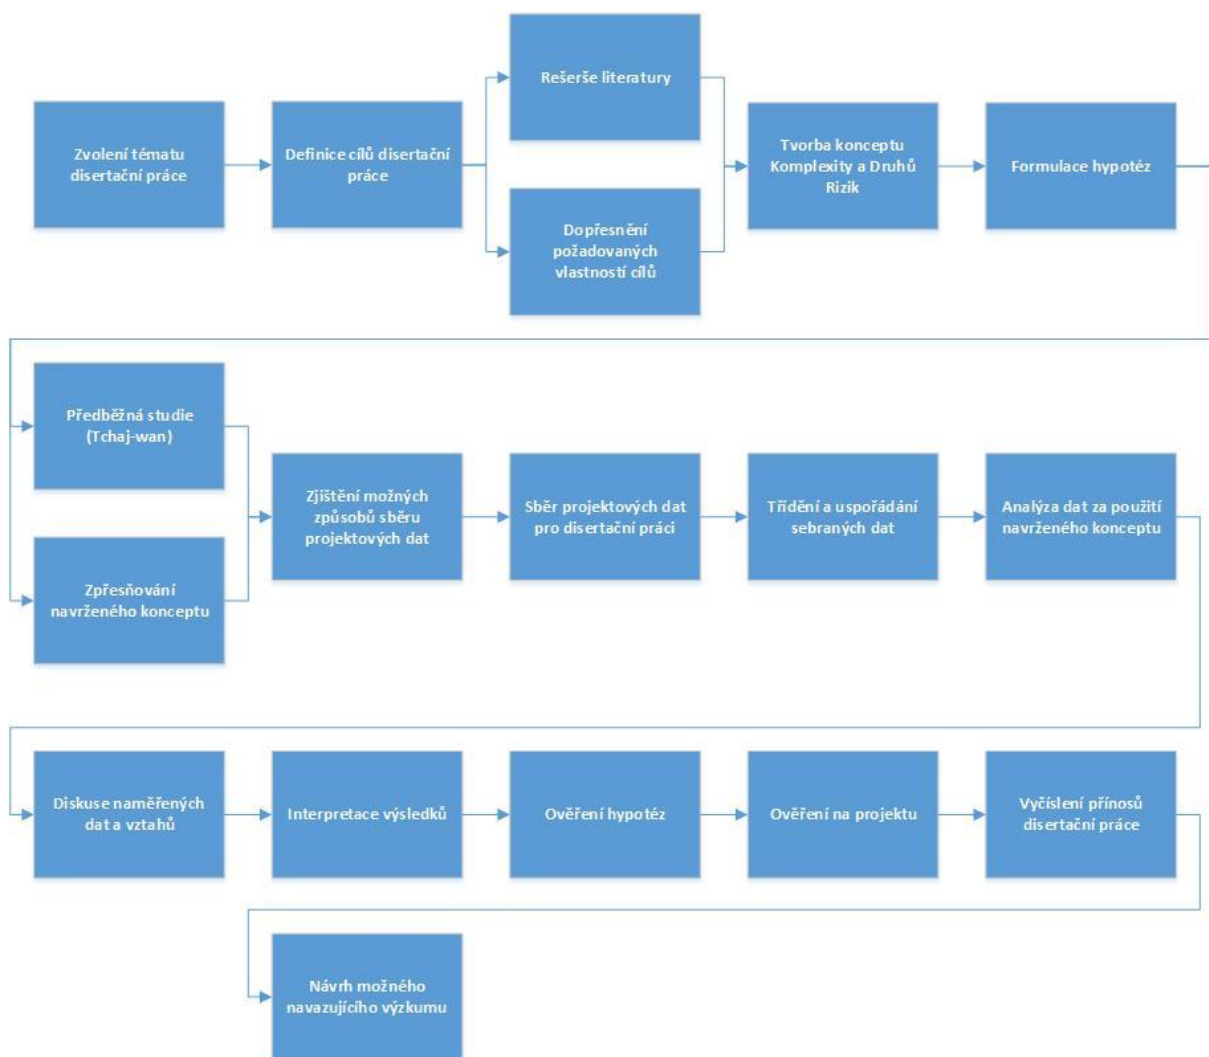 Zvolení tématu
disertační práce
Definice cílů disertační
práce
Rešerše literatury
Dopřesnění
požadovaných
vlastností cílů
Tvorba konceptu
Komplexity a Druhů
Rizik
Formulace hypotéz
Předběžná studie
(Tchaj-wan)
Zpřesňování
navrženého konceptu
Zjištění možných
způsobů sběru
projektových dat
Sběr projektových dat
pro disertační práci
Třídění a uspořádání
sebraných dat
Analýza dat za použití
navrženého konceptu
Diskuse naměřených
dat a vztahů
Interpretace výsledků
Ověření hypotéz
Ověření na projektu
Vyčíslení přínosů
disertační práce
Návrh možného
navazujícího výzkumu